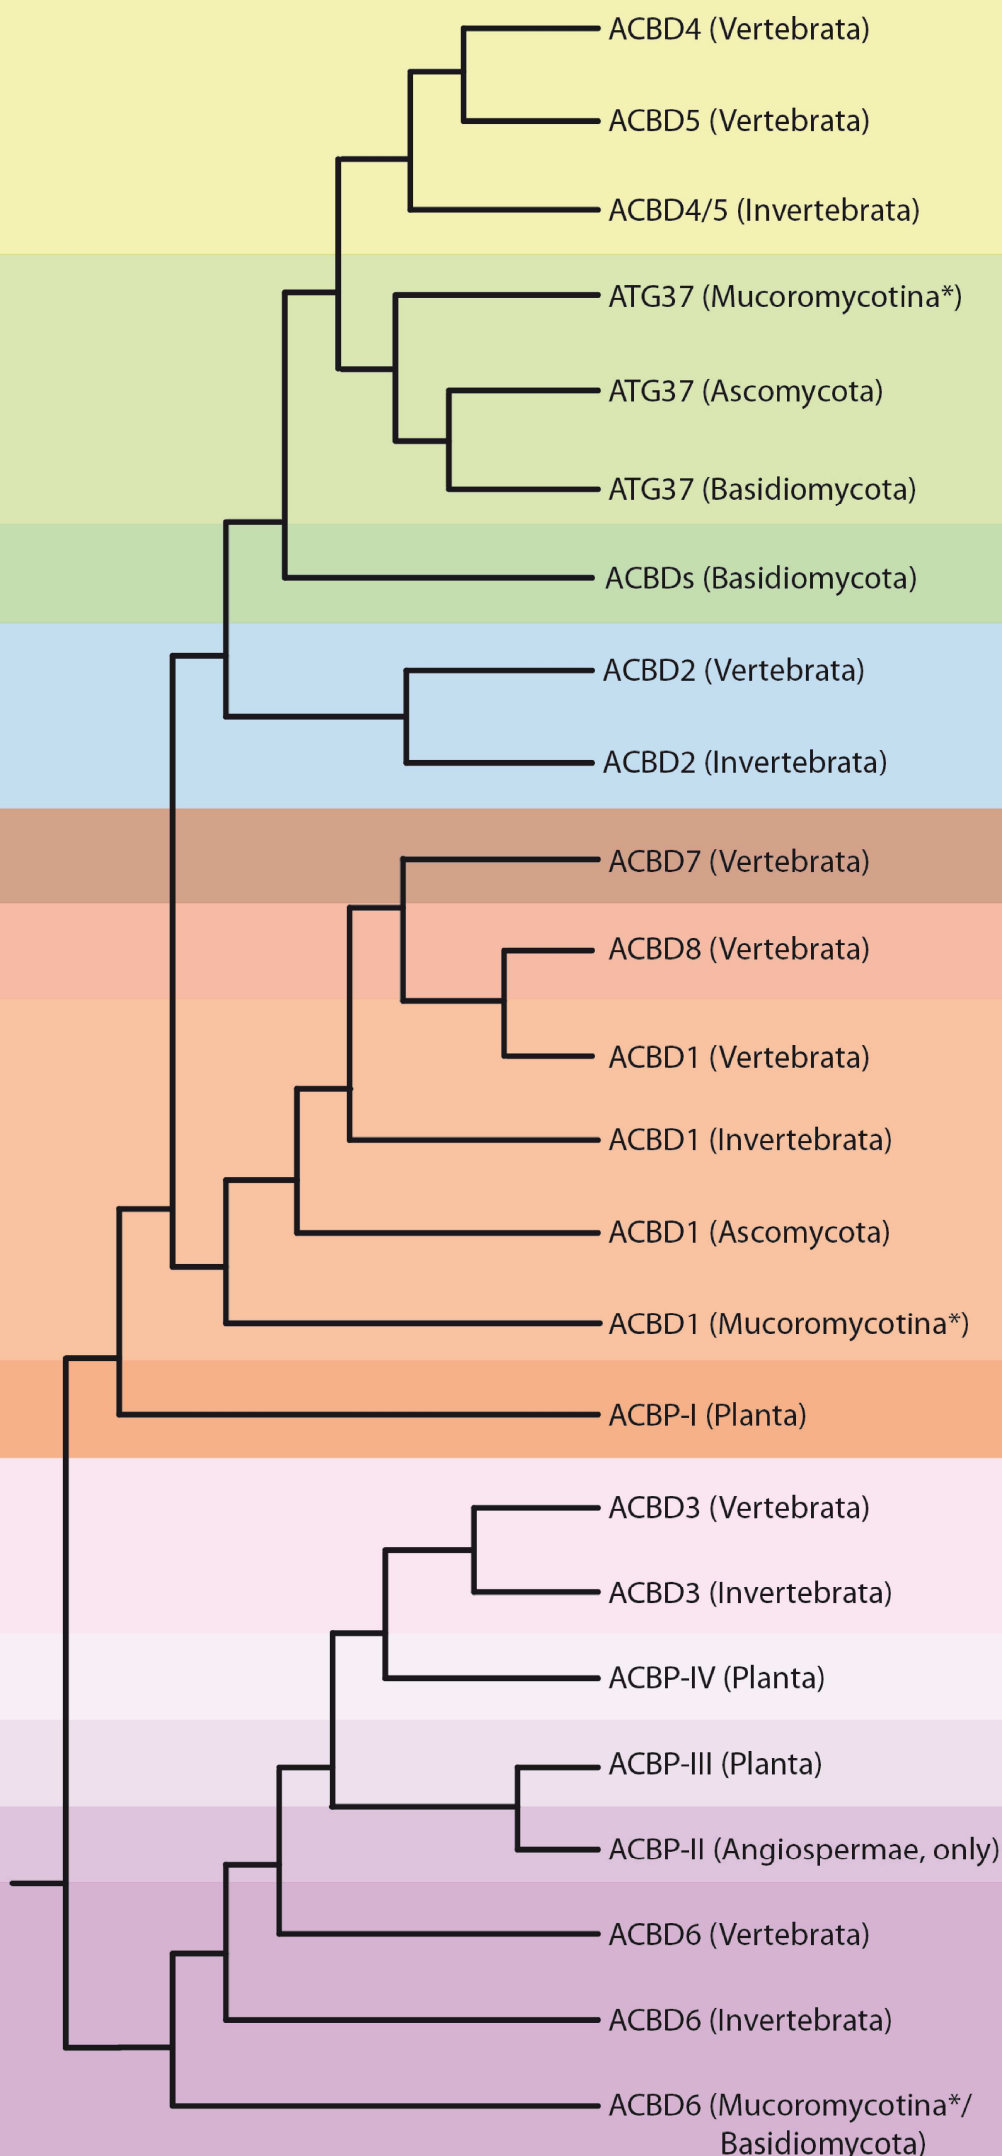 ACBD4 (Vertebrata)
ACBD5 (Vertebrata)
ACBD4/5 (Invertebrata)
ATG37 (Mucoromycotina*)
ATG37 (Ascomycota)
ATG37 (Basidiomycota)
ACBDs (Basidiomycota)
ACBD2 (Vertebrata)
ACBD2 (Invertebrata)
ACBD7 (Vertebrata)
ACBD8 (Vertebrata)
ACBD1 (Vertebrata)
ACBD1 (Invertebrata)
ACBD1 (Ascomycota)
ACBD1 (Mucoromycotina*)
ACBP-I (Planta)
ACBD3 (Vertebrata)
ACBD3 (Invertebrata)
ACBP-IV (Planta)
ACBP-III (Planta)
ACBP-II (Angiospermae, only)
ACBD6 (Vertebrata)
ACBD6 (Invertebrata)
ACBD6 (Mucoromycotina*/
Basidiomycota)